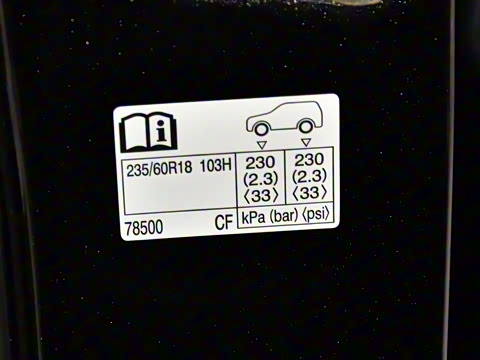 i
235/60R18 103H 230 230
(2.3) (2.3)
⟨33⟩ ⟨33⟩
78500 CF kPa (bar) ⟨psi⟩